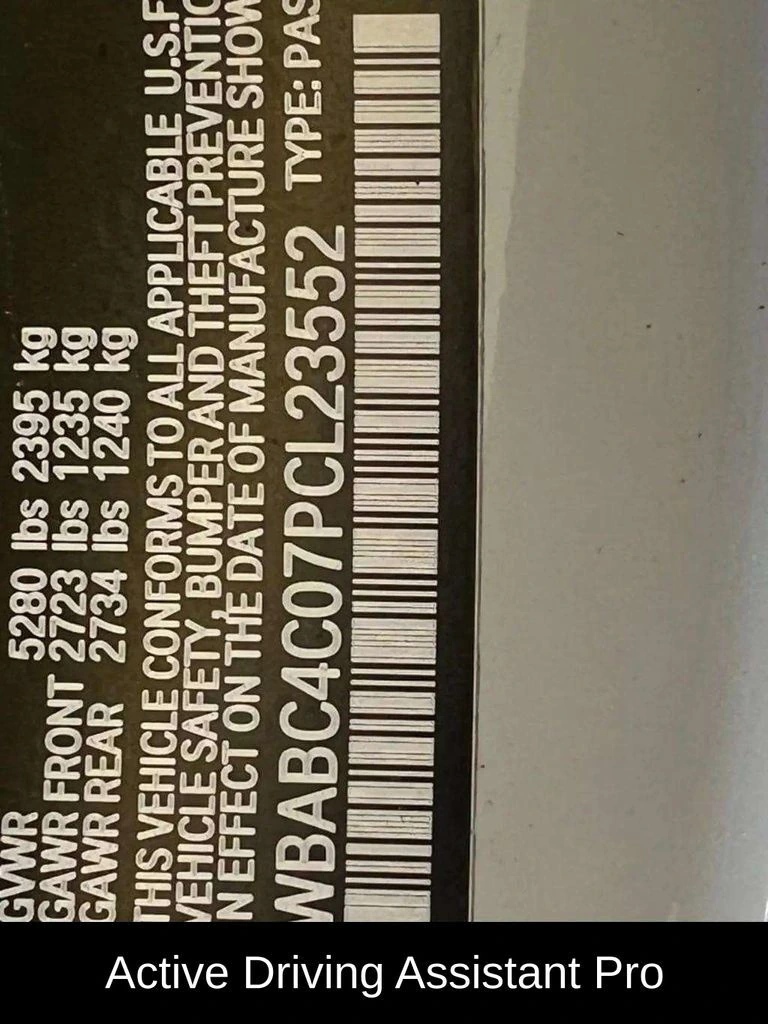 GVWR 5280 lbs 2395 kg
GAWR FRONT 2723 lbs 1235 kg
GAWR REAR 2734 lbs 1240 kg
THIS VEHICLE CONFORMS TO ALL APPLICABLE U.S.F
VEHICLE SAFETY, BUMPER AND THEFT PREVENTIO
IN EFFECT ON THE DATE OF MANUFACTURE SHOW
WBABC4C07PCL23552 TYPE: PAS
Active Driving Assistant Pro